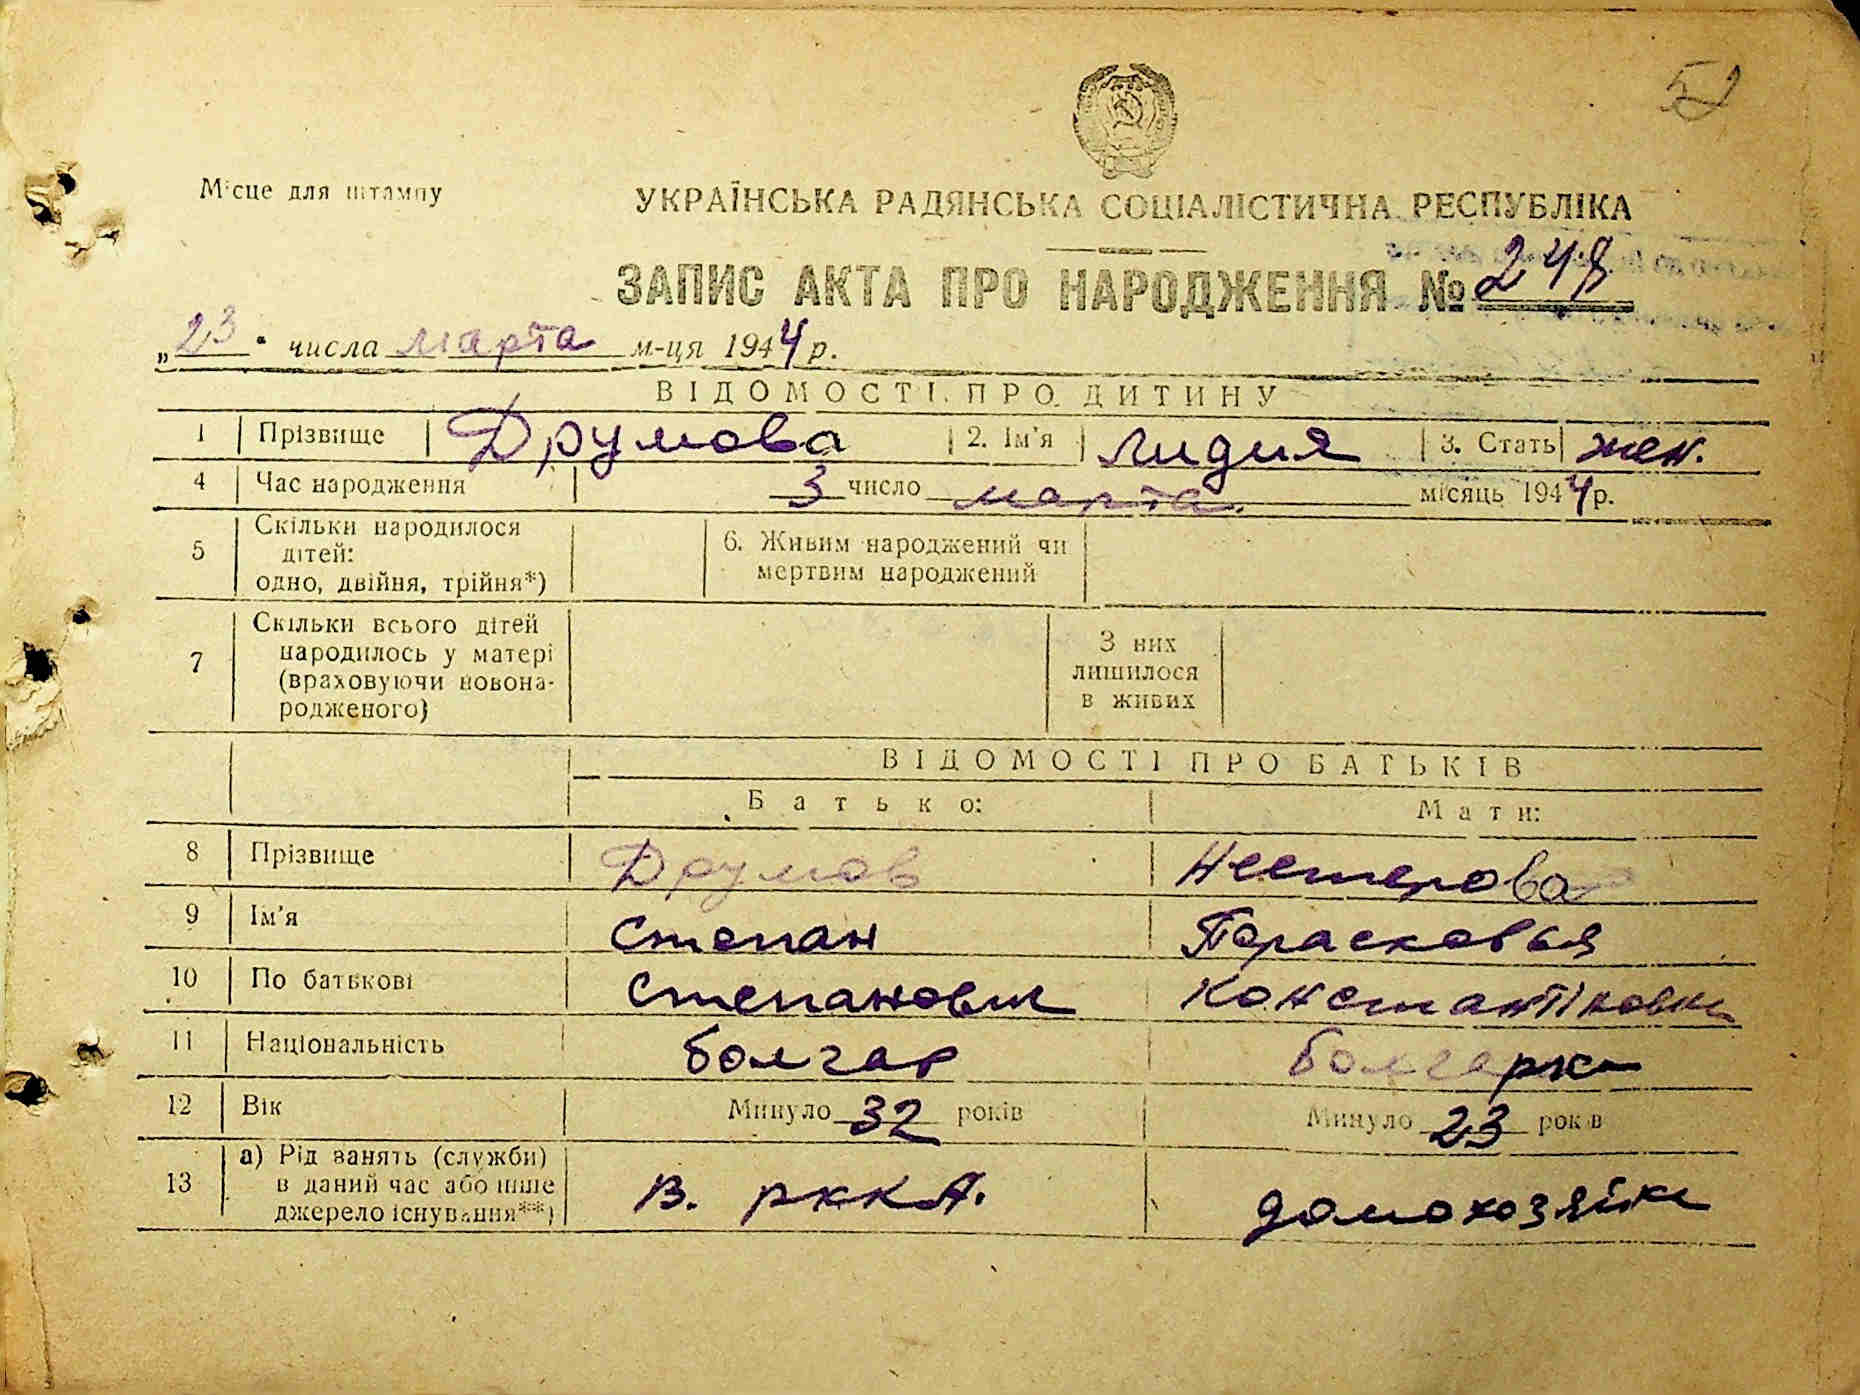 52
Місце для штампу
УКРАЇНСЬКА РАДЯНСЬКА СОЦІАЛІСТИЧНА РЕСПУБЛІКА
ЗАПИС АКТА ПРО НАРОДЖЕННЯ № 248
„23“ числа марта м-ця 1944 р.
ВІДОМОСТІ ПРО ДИТИНУ
1 Прізвище Друмова 2. Ім'я Лидия 3. Стать жен.
4 Час народження 3 число марта місяць 1944 р.
5 Скільки народилося дітей: одно, двійня, трійня*) 6. Живим народжений чи мертвим народжений
7 Скільки всього дітей народилось у матері (враховуючи новонародженого) З них лишилося в живих
ВІДОМОСТІ ПРО БАТЬКІВ
Батько: Мати:
8 Прізвище Друмов Нестерова
9 Ім'я Степан Парасковья
10 По батькові Степанович Константиновна
11 Національність болгар болгарка
12 Вік Минуло 32 років Минуло 23 років
13 а) Рід занять (служби) в даний час або інше джерело існування**) В. РККА. домохозяйка